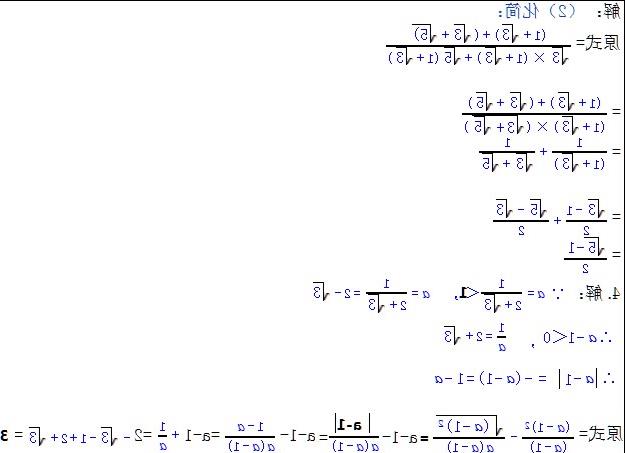 解：（2）化简：
原式=((1+√3)+(√3+√5))/(√3×(1+√3)+√5(1+√3))
=((1+√3)+(√3+√5))/((1+√3)×(√3+√5))
=1/(1+√3)+1/(√3+√5)
=(√3-1)/2+(√5-√3)/2
=(√5-1)/2
4.解：∵a=1/(2+√3)<1, a=1/(2+√3)=2-√3
∴a-1<0, 1/a=2+√3
∴|a-1|=-(a-1)=1-a
原式=(a-1)²/(a-1)-√((a-1)²)/(a(a-1))=a-1-|a-1|/(a(a-1))=a-1-(1-a)/(a(a-1))=a-1+1/a=2-√3-1+2+√3=3